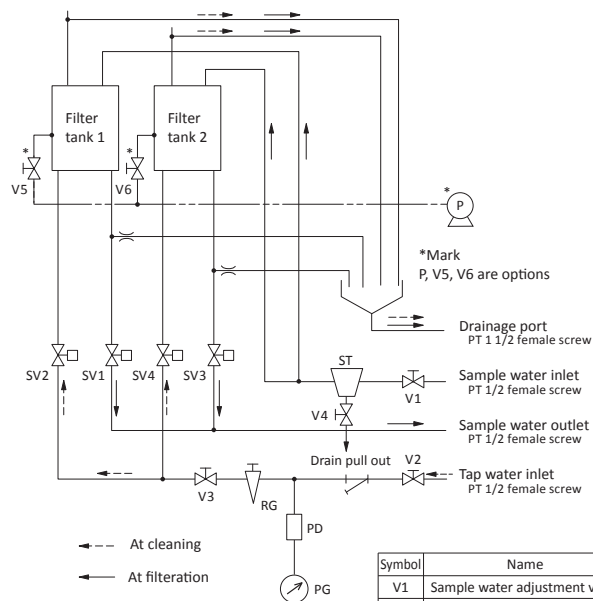 Filter
tank 1
Filter
tank 2
*
V5
*
V6
*
P
*Mark
P, V5, V6 are options
Drainage port
PT 1 1/2 female screw
SV2
SV1
SV4
SV3
ST
V1
Sample water inlet
PT 1/2 female screw
V4
Sample water outlet
PT 1/2 female screw
Drain pull out
V2
Tap water inlet
PT 1/2 female screw
V3
RG
PD
PG
At cleaning
At filteration
Symbol Name
V1 Sample water adjustment v